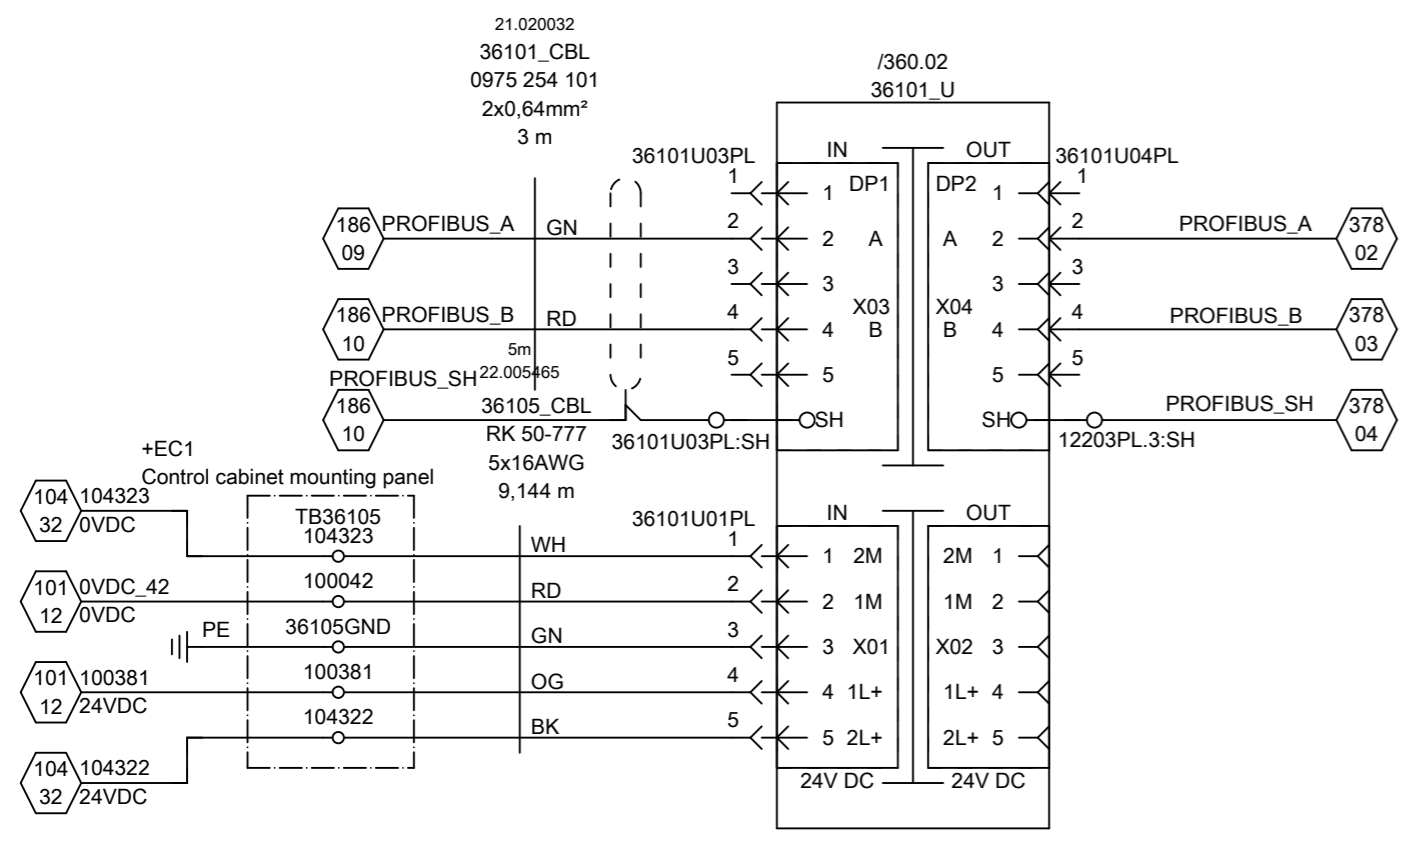 21.020032
36101_CBL
0975 254 101
2x0,64mm²
3 m
/360.02
36101_U
36101U03PL
IN
OUT
36101U04PL
1
1
DP1
DP2
1
1
186
09
PROFIBUS_A
GN
2
2
A
A
2
2
PROFIBUS_A
378
02
3
3
3
3
X03
X04
186
10
PROFIBUS_B
RD
4
4
B
B
4
4
PROFIBUS_B
378
03
5m
22.005465
5
5
5
5
PROFIBUS_SH
186
10
36105_CBL
RK 50-777
5x16AWG
9,144 m
36101U03PL:SH
SH
SH
12203PL.3:SH
PROFIBUS_SH
378
04
+EC1
Control cabinet mounting panel
104
32
104323
0VDC
TB36105
104323
WH
36101U01PL
1
IN
OUT
1
2M
2M
1
101
12
0VDC_42
0VDC
100042
RD
2
2
1M
1M
2
PE
36105GND
GN
3
3
X01
X02
3
101
12
100381
24VDC
100381
OG
4
4
1L+
1L+
4
104322
BK
5
5
2L+
2L+
5
104
32
104322
24VDC
24V DC
24V DC